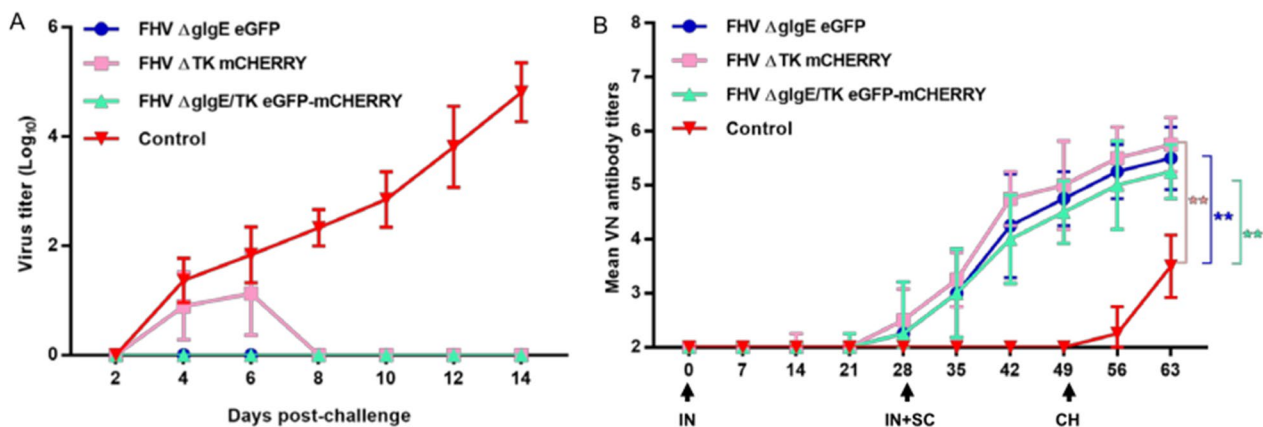 A
FHV ΔgIgE eGFP
FHV ΔTK mCHERRY
FHV ΔgIgE/TK eGFP-mCHERRY
Control
Virus titer (Log10)
6
4
2
0
2 4 6 8 10 12 14
Days post-challenge
B
FHV ΔgIgE eGFP
FHV ΔTK mCHERRY
FHV ΔgIgE/TK eGFP-mCHERRY
Control
Mean VN antibody titers
8
7
6
5
4
3
2
** ** **
0 7 14 21 28 35 42 49 56 63
IN IN+SC CH